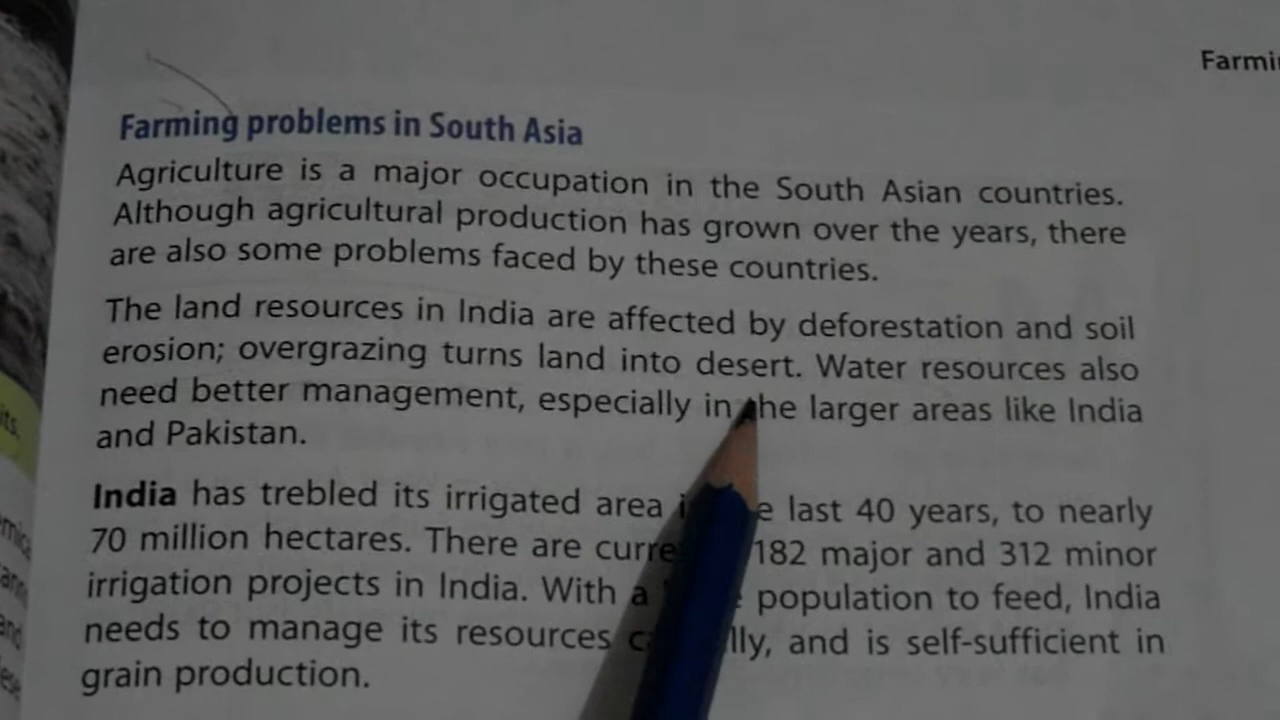 Farmi
Farming problems in South Asia
Agriculture is a major occupation in the South Asian countries.
Although agricultural production has grown over the years, there
are also some problems faced by these countries.
The land resources in India are affected by deforestation and soil
erosion; overgrazing turns land into desert. Water resources also
need better management, especially in the larger areas like India
and Pakistan.
India has trebled its irrigated area last 40 years, to nearly
70 million hectares. There are 182 major and 312 minor
irrigation projects in India. With a population to feed, India
needs to manage its resources and is self-sufficient in
grain production.
its.